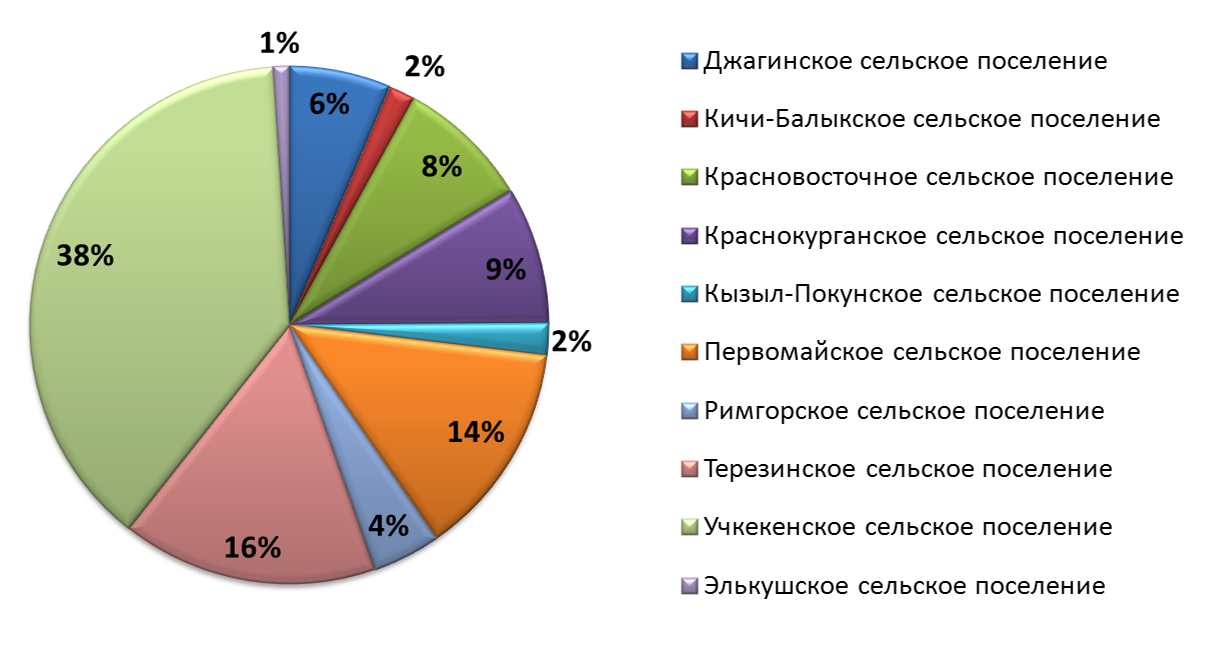 1%
2%
6%
8%
38%
9%
2%
14%
4%
16%
Джагинское сельское поселение
Кичи-Балыкское сельское поселение
Красновосточное сельское поселение
Краснокурганское сельское поселение
Кызыл-Покунское сельское поселение
Первомайское сельское поселение
Римгорское сельское поселение
Терезинское сельское поселение
Учкекенское сельское поселение
Элькушское сельское поселение